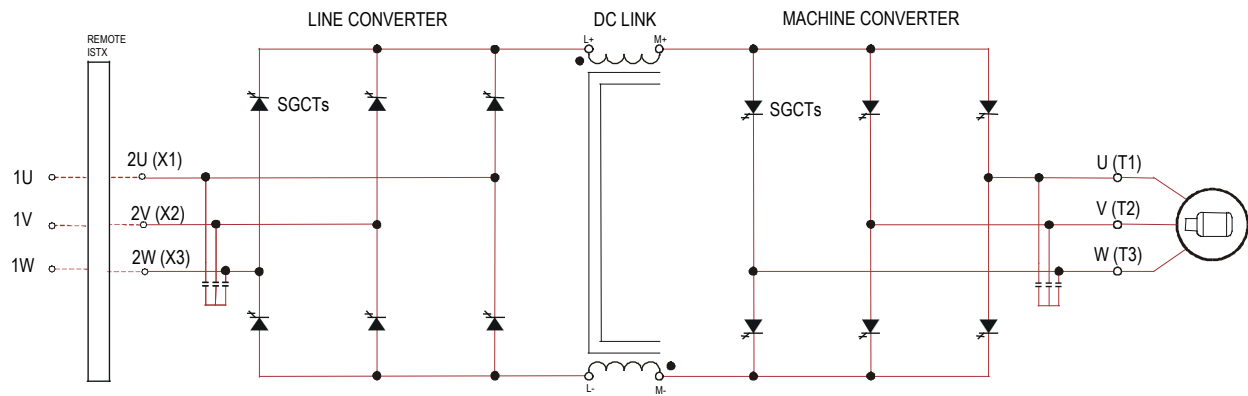 LINE CONVERTER
DC LINK
MACHINE CONVERTER
REMOTE
ISTX
L+
M+
SGCTs
SGCTs
1U
2U (X1)
U (T1)
1V
2V (X2)
V (T2)
1W
2W (X3)
W (T3)
L-
M-